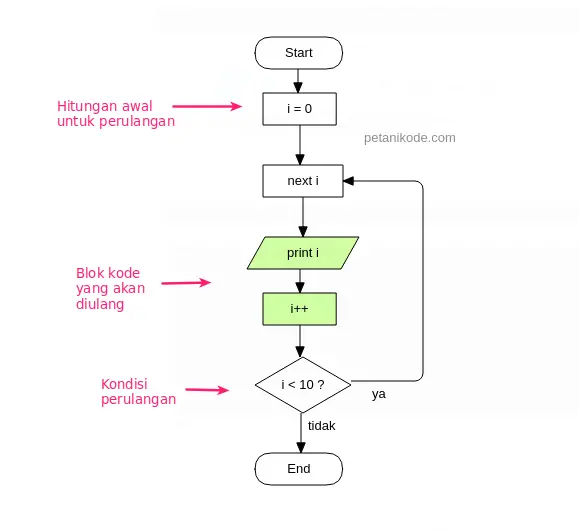 Start
Hitungan awal
untuk perulangan
i = 0
petanikode.com
next i
print i
Blok kode
yang akan
diulang
i++
Kondisi
perulangan
i < 10 ?
ya
tidak
End